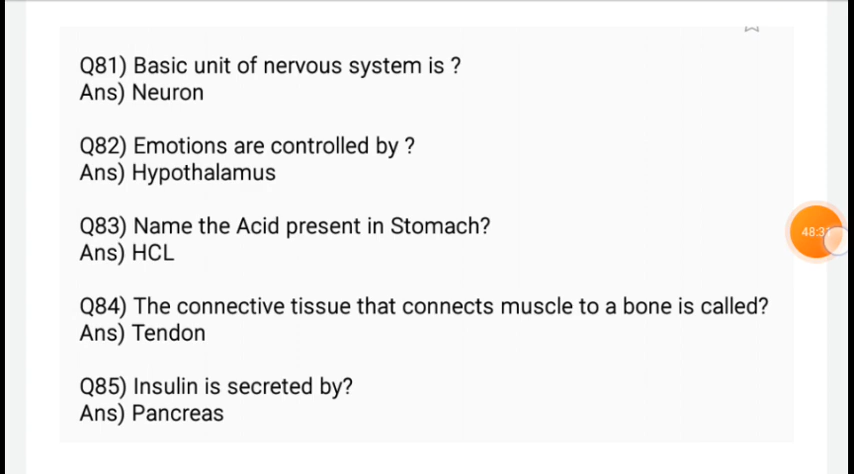 Q81) Basic unit of nervous system is ?
Ans) Neuron
Q82) Emotions are controlled by ?
Ans) Hypothalamus
Q83) Name the Acid present in Stomach?
Ans) HCL
Q84) The connective tissue that connects muscle to a bone is called?
Ans) Tendon
Q85) Insulin is secreted by?
Ans) Pancreas